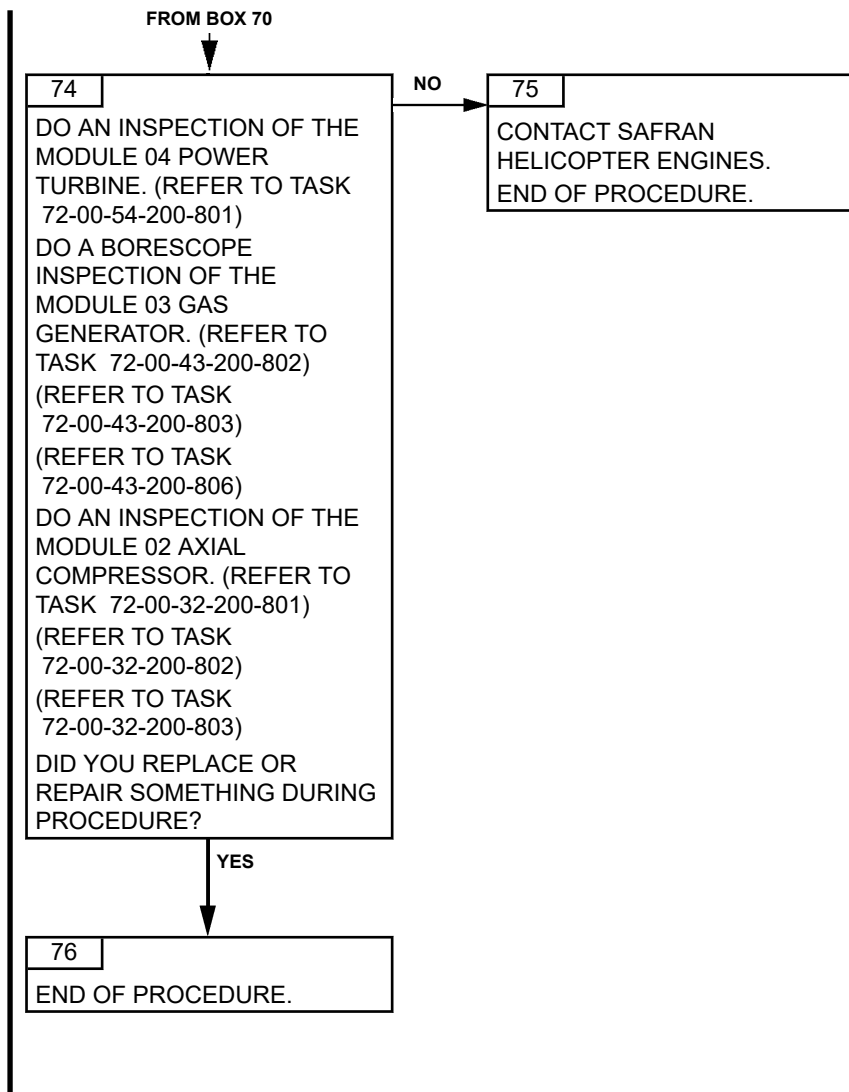 FROM BOX 70
74
DO AN INSPECTION OF THE
MODULE 04 POWER
TURBINE. (REFER TO TASK
72-00-54-200-801)
DO A BORESCOPE
INSPECTION OF THE
MODULE 03 GAS
GENERATOR. (REFER TO
TASK 72-00-43-200-802)
(REFER TO TASK
72-00-43-200-803)
(REFER TO TASK
72-00-43-200-806)
DO AN INSPECTION OF THE
MODULE 02 AXIAL
COMPRESSOR. (REFER TO
TASK 72-00-32-200-801)
(REFER TO TASK
72-00-32-200-802)
(REFER TO TASK
72-00-32-200-803)
DID YOU REPLACE OR
REPAIR SOMETHING DURING
PROCEDURE?
NO
75
CONTACT SAFRAN
HELICOPTER ENGINES.
END OF PROCEDURE.
YES
76
END OF PROCEDURE.